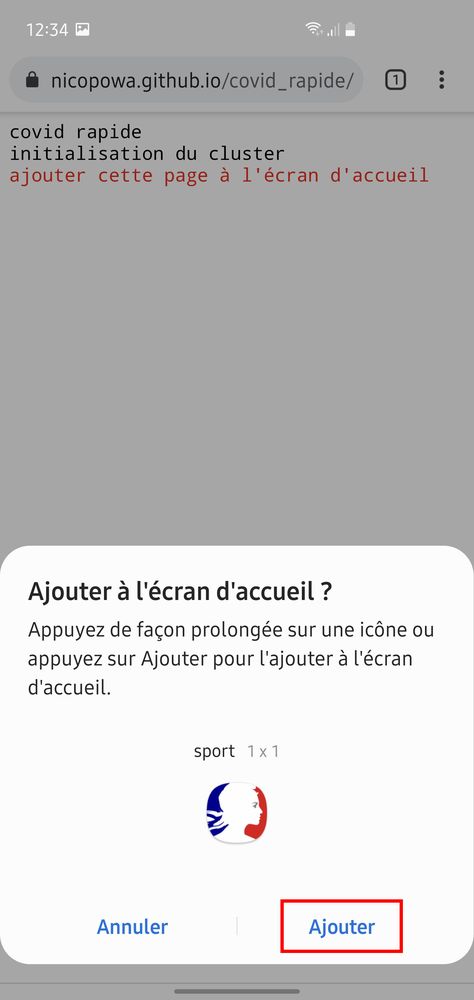 12:34
nicopowa.github.io/covid_rapide/
1
covid rapide
initialisation du cluster
ajouter cette page à l'écran d'accueil
Ajouter à l'écran d'accueil ?
Appuyez de façon prolongée sur une icône ou
appuyez sur Ajouter pour l'ajouter à l'écran
d'accueil.
sport 1 x 1
Annuler
Ajouter